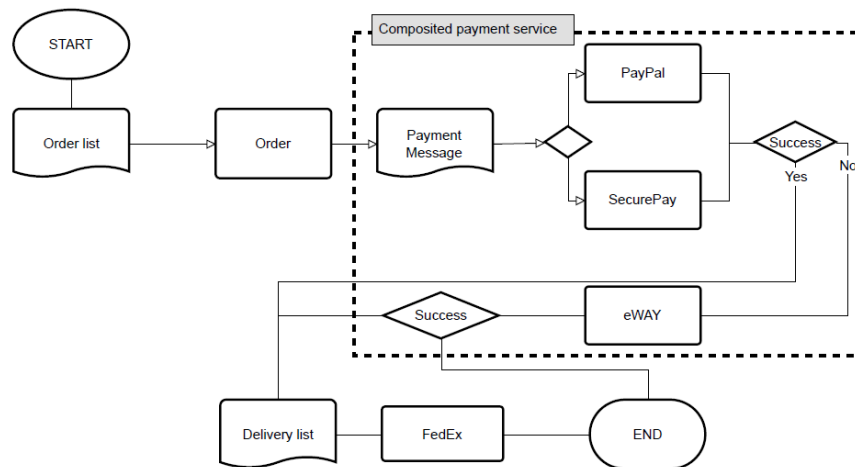 START
Composited payment service
Order list
Order
Payment
Message
PayPal
SecurePay
Success
No
Yes
Success
eWAY
Delivery list
FedEx
END